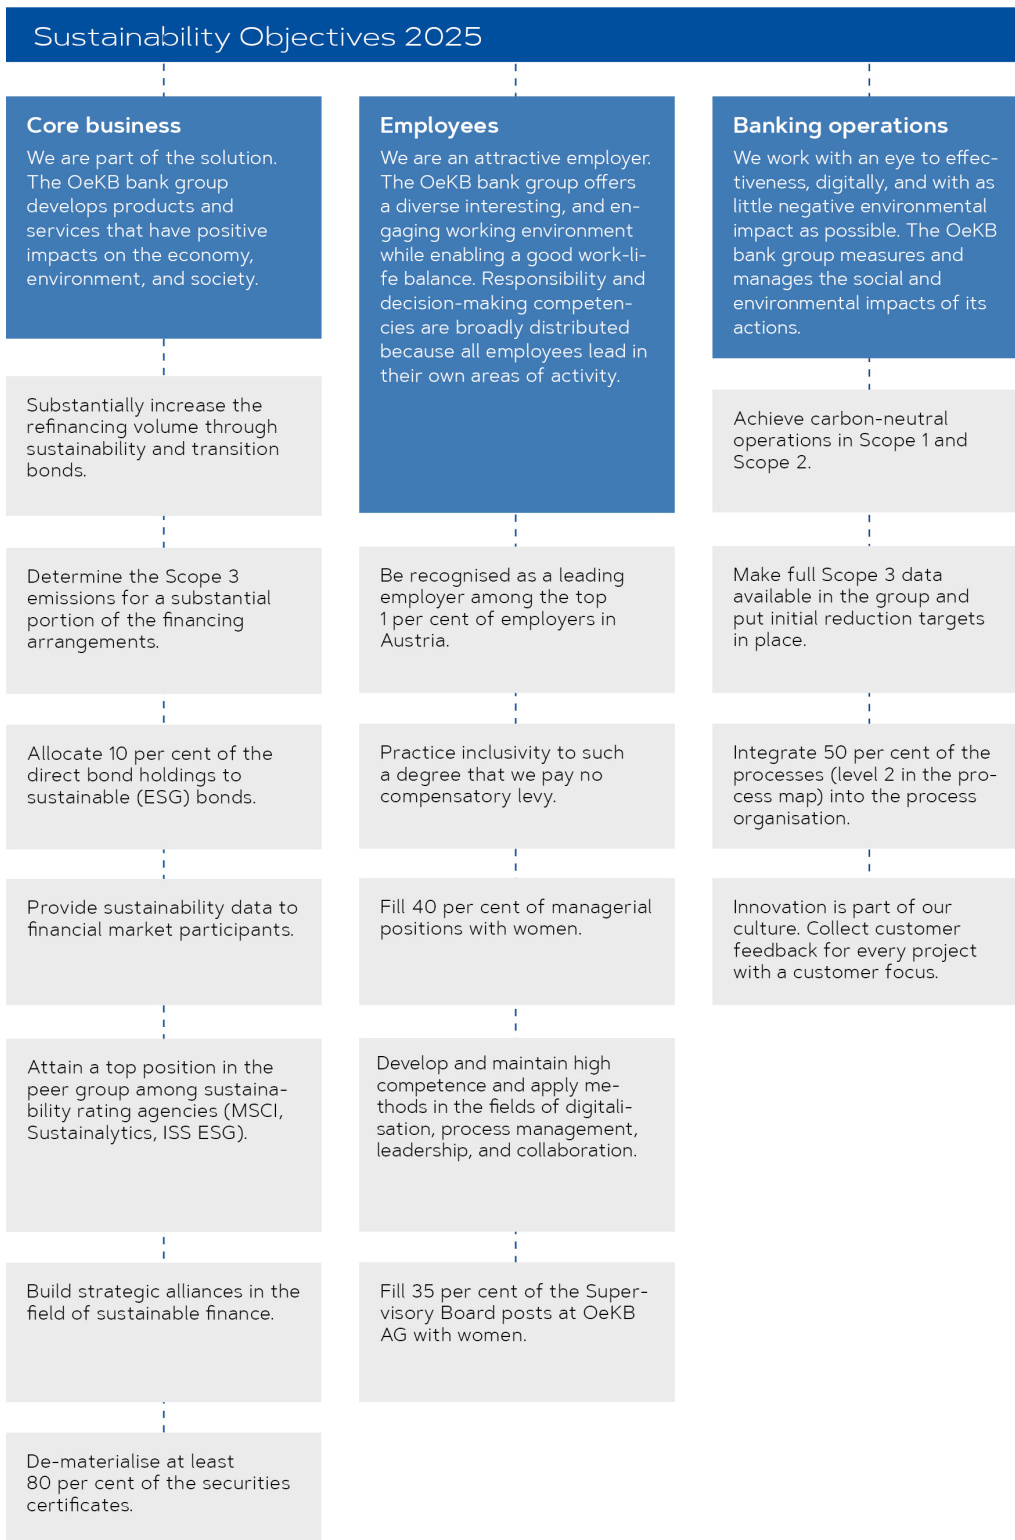 Sustainability Objectives 2025
Core business
We are part of the solution.
The OeKB bank group
develops products and
services that have positive
impacts on the economy,
environment, and society.
Substantially increase the
refinancing volume through
sustainability and transition
bonds.
Determine the Scope 3
emissions for a substantial
portion of the financing
arrangements.
Allocate 10 per cent of the
direct bond holdings to
sustainable (ESG) bonds.
Provide sustainability data to
financial market participants.
Attain a top position in the
peer group among sustaina-
bility rating agencies (MSCI,
Sustainalytics, ISS ESG).
Build strategic alliances in the
field of sustainable finance.
De-materialise at least
80 per cent of the securities
certificates.
Employees
We are an attractive employer.
The OeKB bank group offers
a diverse interesting, and en-
gaging working environment
while enabling a good work-li-
fe balance. Responsibility and
decision-making competen-
cies are broadly distributed
because all employees lead in
their own areas of activity.
Be recognised as a leading
employer among the top
1 per cent of employers in
Austria.
Practice inclusivity to such
a degree that we pay no
compensatory levy.
Fill 40 per cent of managerial
positions with women.
Develop and maintain high
competence and apply me-
thods in the fields of digitali-
sation, process management,
leadership, and collaboration.
Fill 35 per cent of the Super-
visory Board posts at OeKB
AG with women.
Banking operations
We work with an eye to effec-
tiveness, digitally, and with as
little negative environmental
impact as possible. The OeKB
bank group measures and
manages the social and
environmental impacts of its
actions.
Achieve carbon-neutral
operations in Scope 1 and
Scope 2.
Make full Scope 3 data
available in the group and
put initial reduction targets
in place.
Integrate 50 per cent of the
processes (level 2 in the pro-
cess map) into the process
organisation.
Innovation is part of our
culture. Collect customer
feedback for every project
with a customer focus.